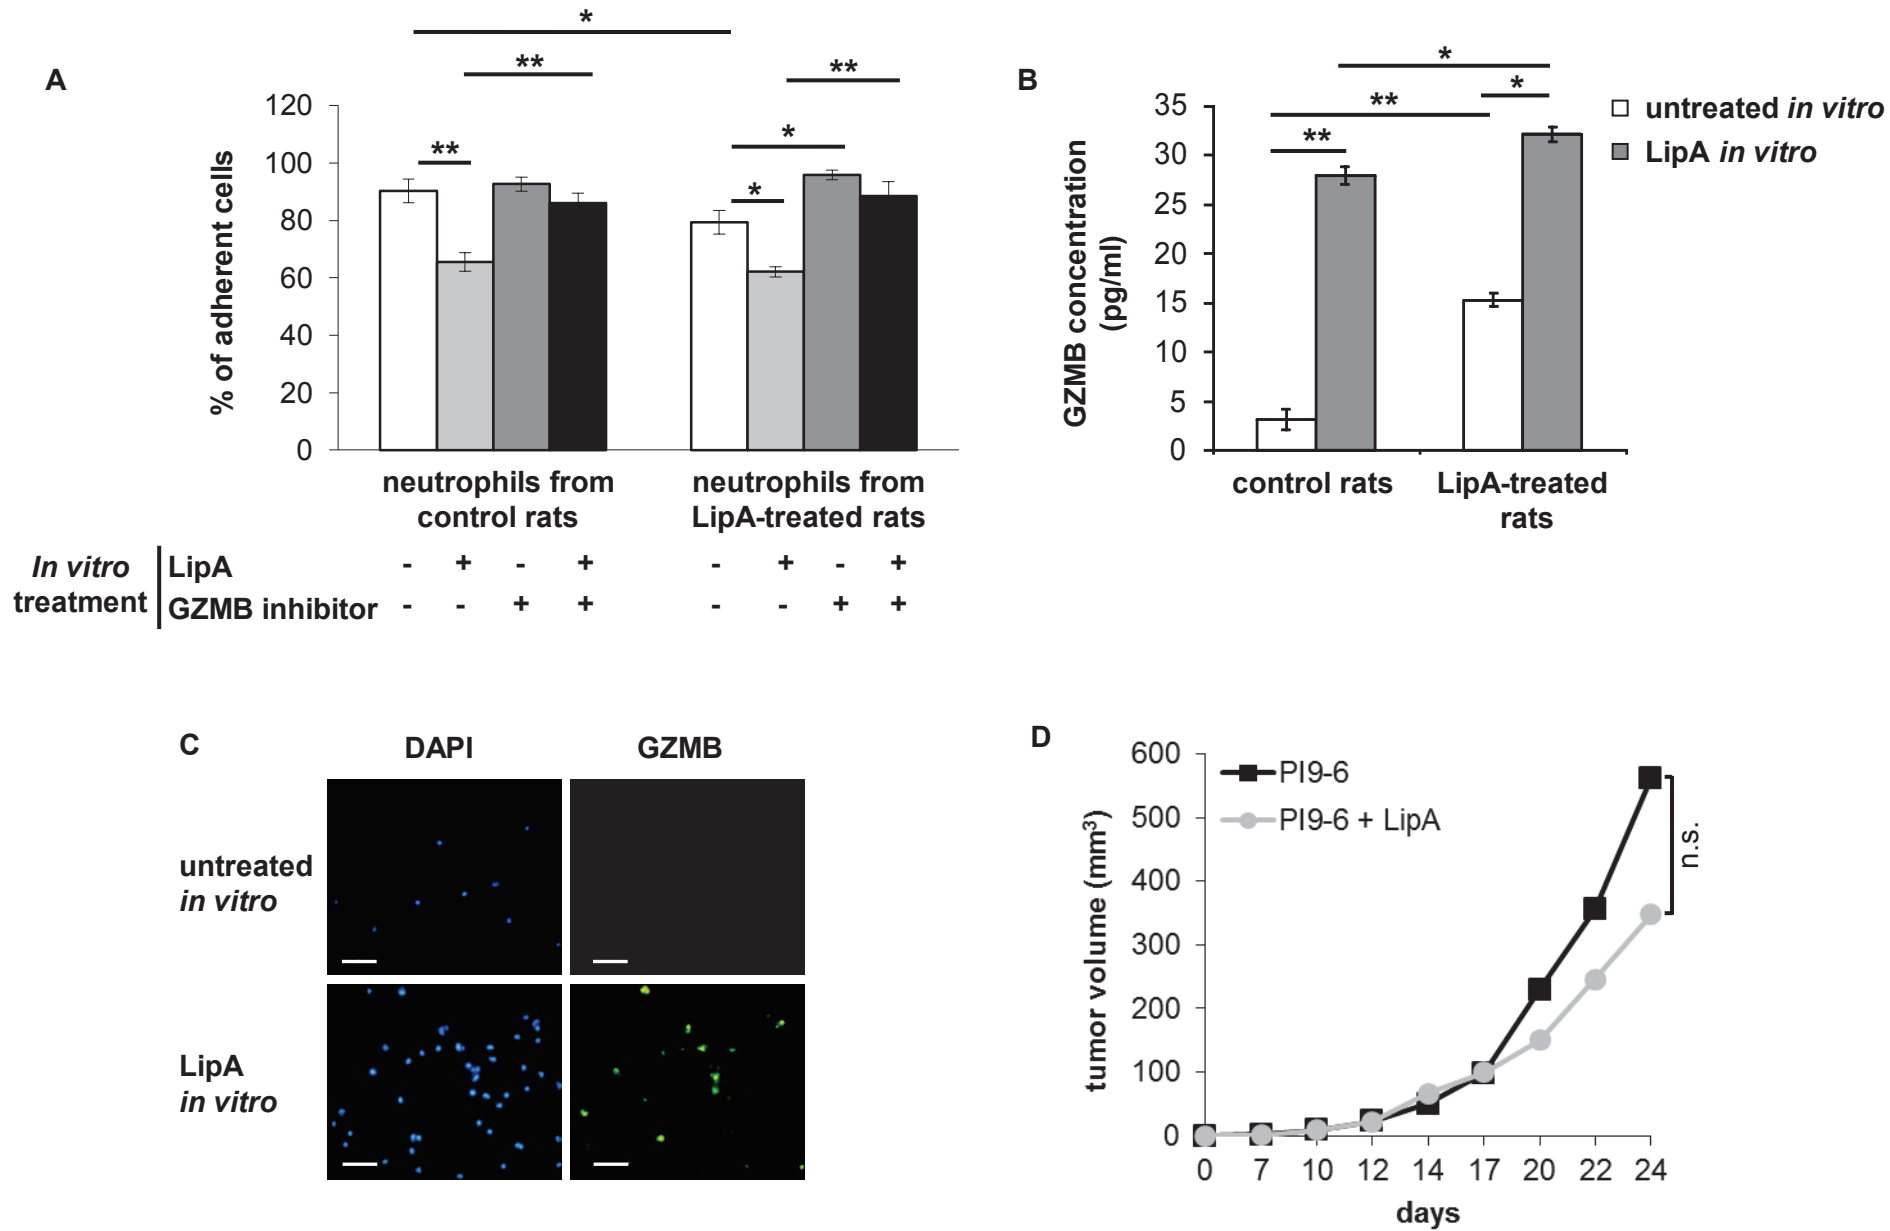 A
*
**
**
**
*
*
120
100
80
60
40
20
0
% of adherent cells
neutrophils from
control rats
neutrophils from
LipA-treated rats
In vitro
treatment
LipA - + - + - + - +
GZMB inhibitor - - + + - - + +
B
*
**
*
**
35
30
25
20
15
10
5
0
GZMB concentration
(pg/ml)
untreated in vitro
LipA in vitro
control rats
LipA-treated
rats
C
DAPI
GZMB
untreated
in vitro
LipA
in vitro
D
600
500
400
300
200
100
0
tumor volume (mm³)
PI9-6
PI9-6 + LipA
n.s.
0 7 10 12 14 17 20 22 24
days